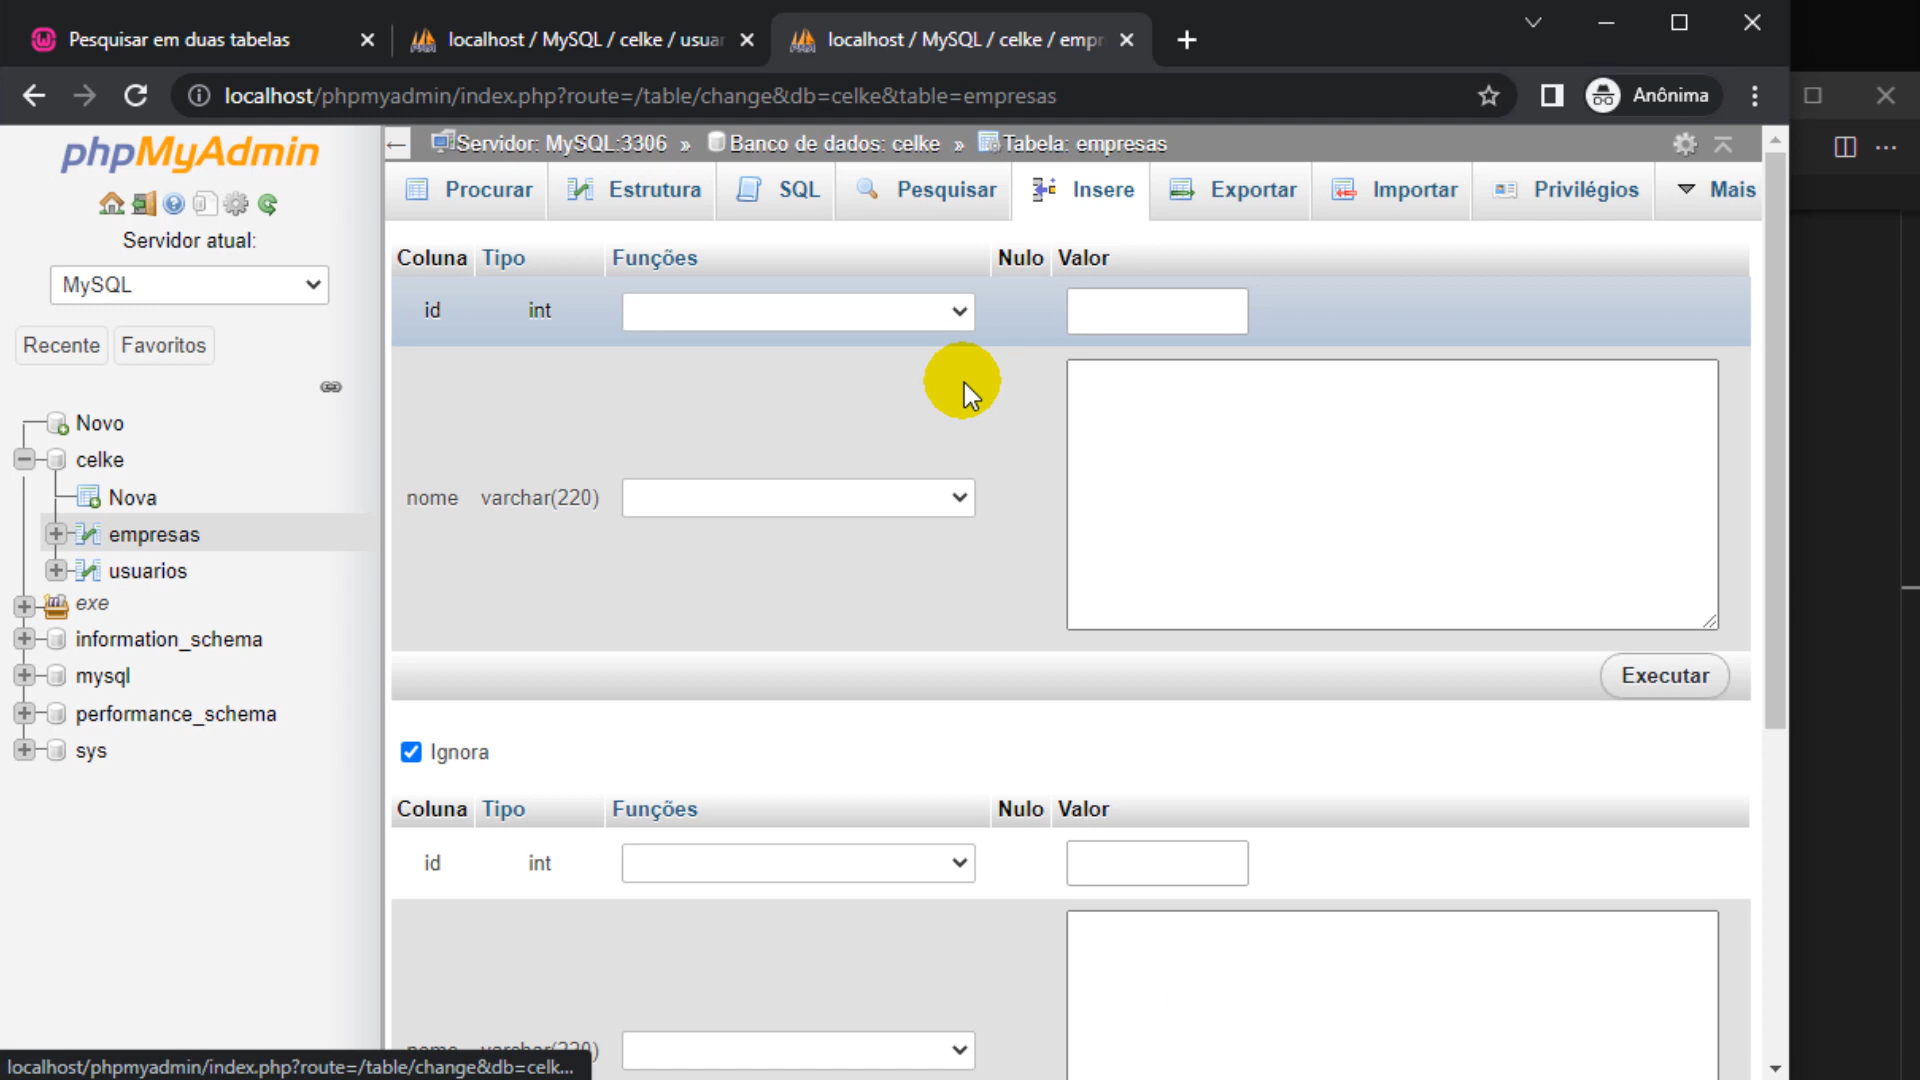 Pesquisar em duas tabelas
localhost / MySQL / celke / usuar
localhost / MySQL / celke / empr
localhost/phpmyadmin/index.php?route=/table/change&db=celke&table=empresas
Anônima
phpMyAdmin
Servidor atual:
MySQL
Recente
Favoritos
Novo
celke
Nova
empresas
usuarios
exe
information_schema
mysql
performance_schema
sys
Servidor: MySQL:3306 » Banco de dados: celke » Tabela: empresas
Procurar
Estrutura
SQL
Pesquisar
Insere
Exportar
Importar
Privilégios
Mais
Coluna Tipo Funções Nulo Valor
id int
nome varchar(220)
Executar
Ignora
Coluna Tipo Funções Nulo Valor
id int
nome varchar(220)
localhost/phpmyadmin/index.php?route=/table/change&db=celk...